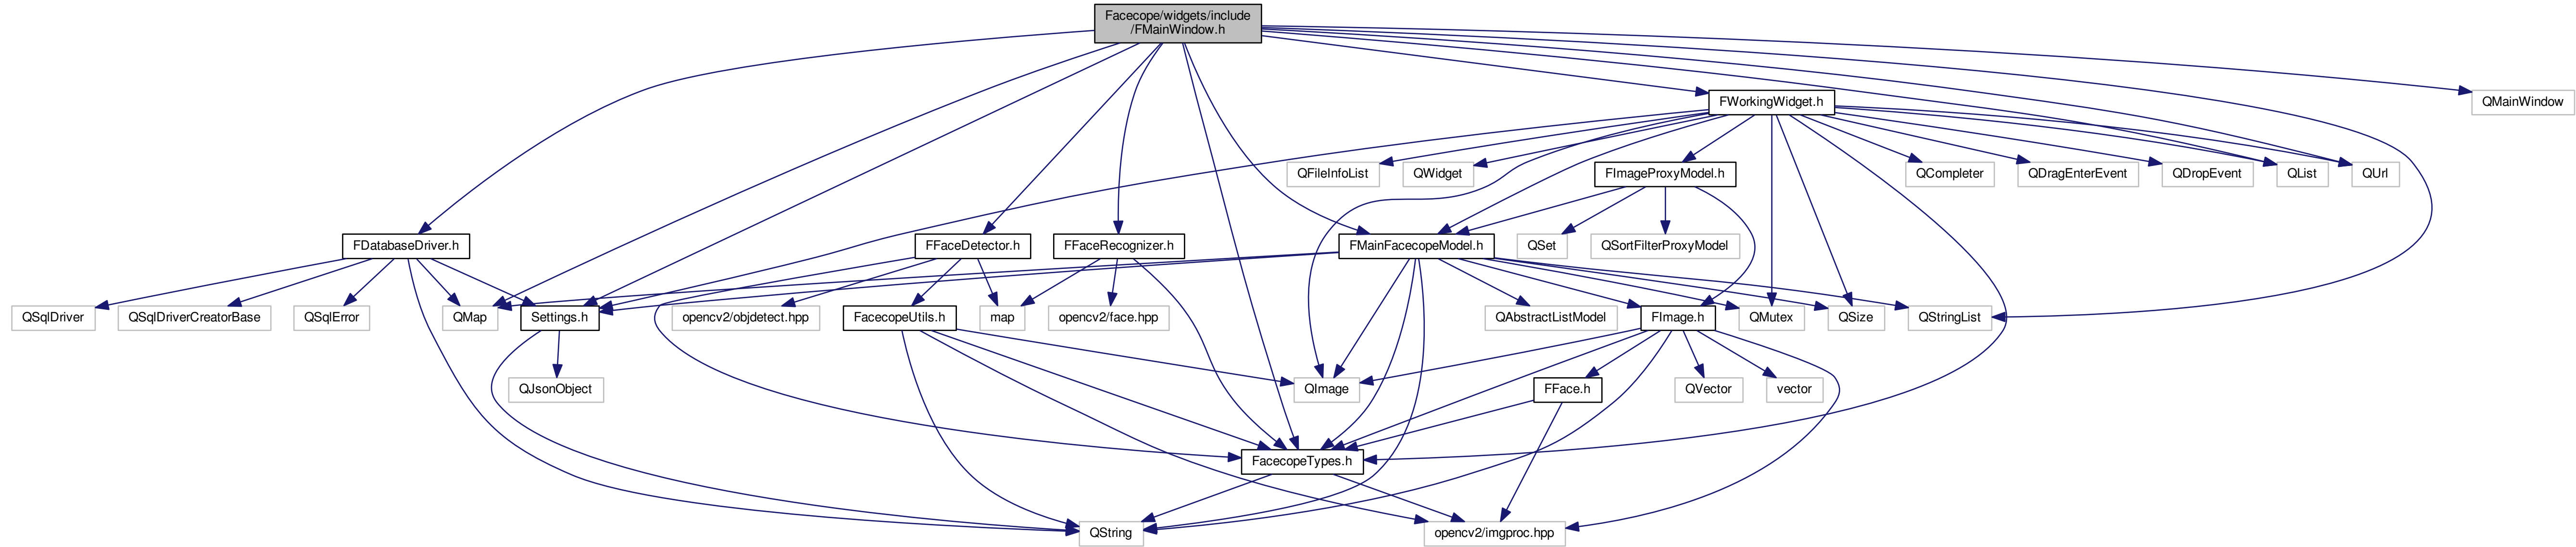 Facecope/widgets/include
/FMainWindow.h
FWorkingWidget.h
QMainWindow
QFileInfoList
QWidget
FImageProxyModel.h
QCompleter
QDragEnterEvent
QDropEvent
QList
QUrl
FDatabaseDriver.h
FFaceDetector.h
FFaceRecognizer.h
FMainFacecopeModel.h
QSet
QSortFilterProxyModel
QSqlDriver
QSqlDriverCreatorBase
QSqlError
QMap
Settings.h
opencv2/objdetect.hpp
FacecopeUtils.h
map
opencv2/face.hpp
QAbstractListModel
FImage.h
QMutex
QSize
QStringList
QJsonObject
QImage
FFace.h
QVector
vector
FacecopeTypes.h
QString
opencv2/imgproc.hpp